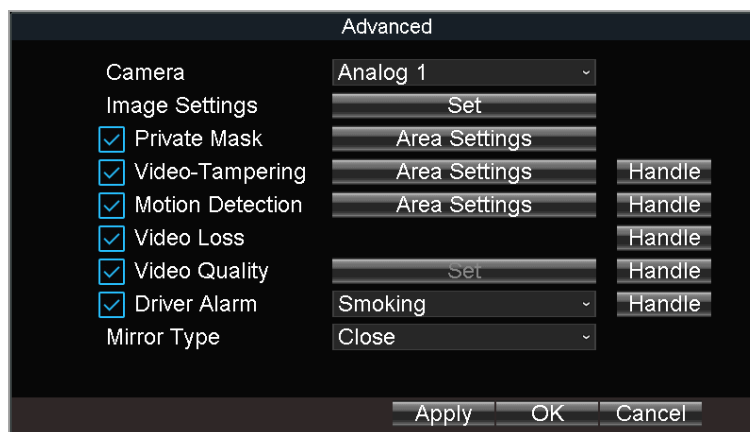 Advanced
Camera Analog 1
Image Settings Set
Private Mask Area Settings
Video-Tampering Area Settings Handle
Motion Detection Area Settings Handle
Video Loss Handle
Video Quality Set Handle
Driver Alarm Smoking Handle
Mirror Type Close
Apply OK Cancel